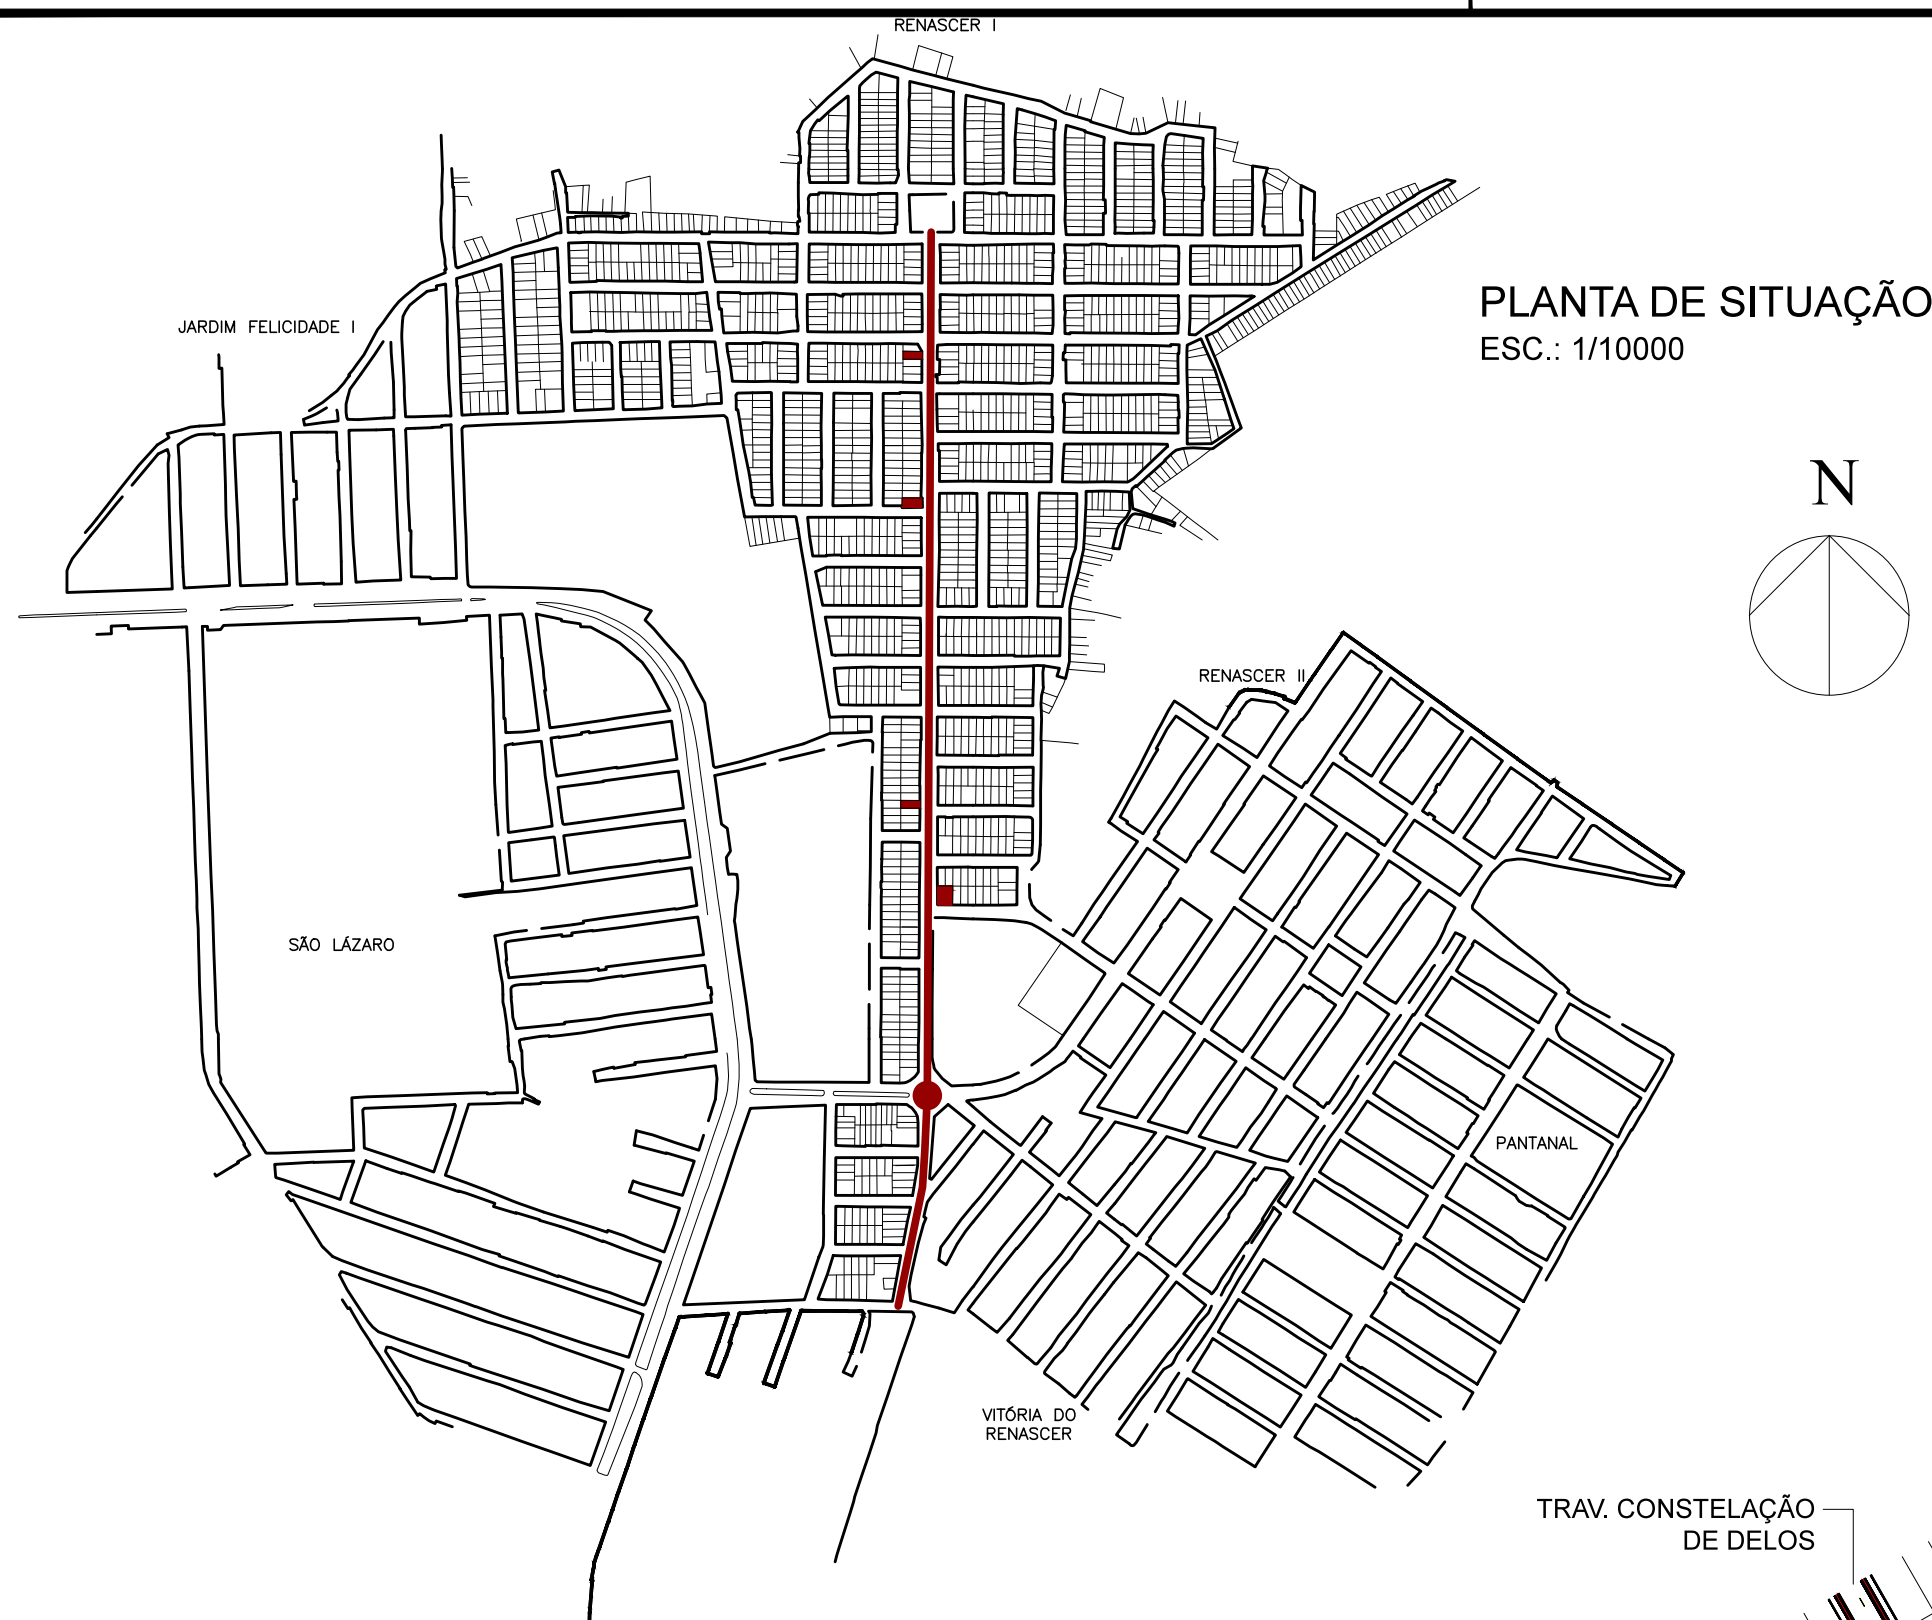 RENASCER I
PLANTA DE SITUAÇÃO
ESC.: 1/10000
JARDIM FELICIDADE I
N
RENASCER II
SÃO LÁZARO
PANTANAL
VITÓRIA DO
RENASCER
TRAV. CONSTELAÇÃO
DE DELOS